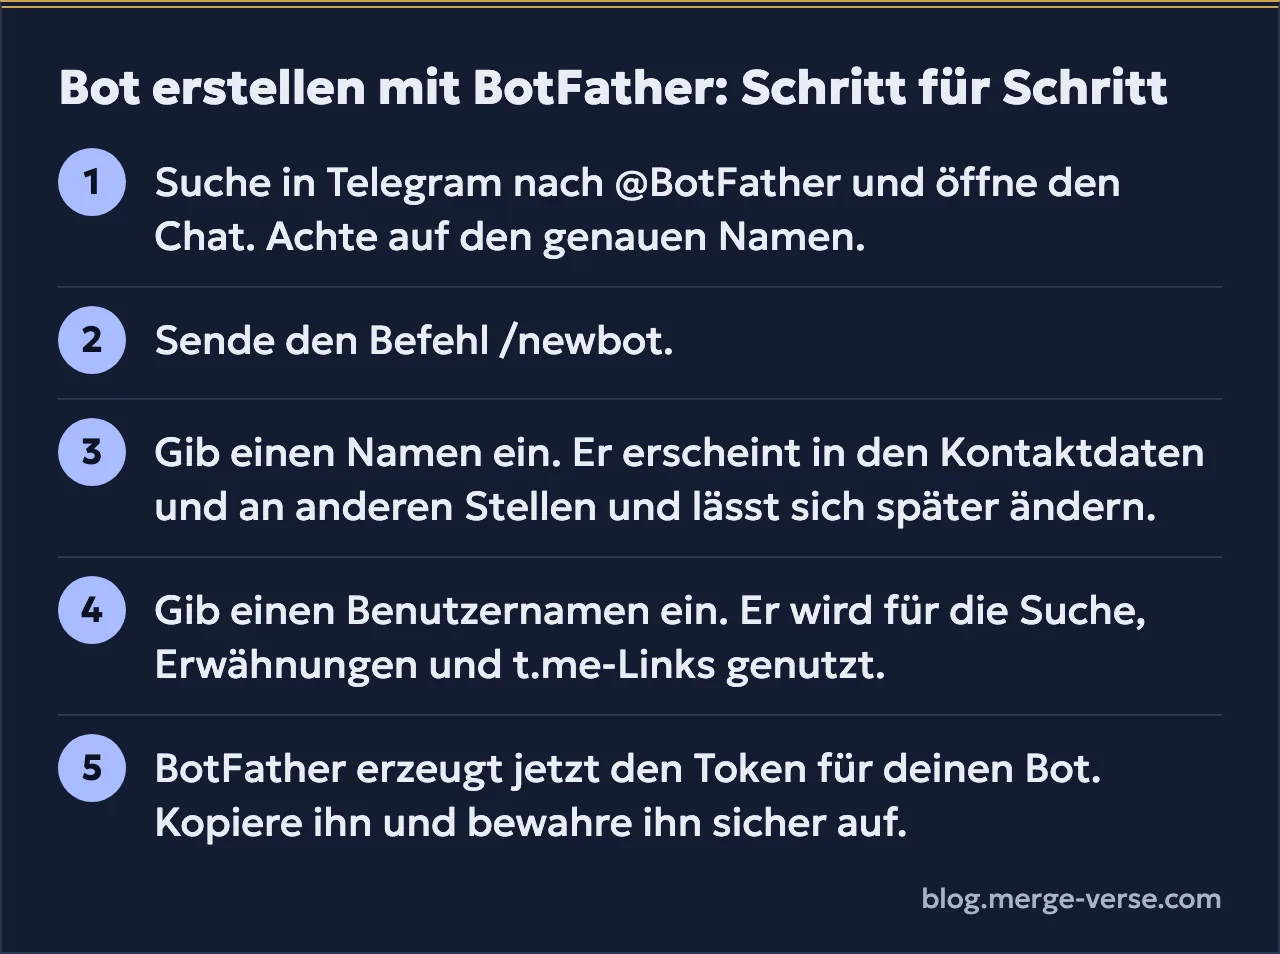 Bot erstellen mit BotFather: Schritt für Schritt
1
Suche in Telegram nach @BotFather und öffne den
Chat. Achte auf den genauen Namen.
2
Sende den Befehl /newbot.
3
Gib einen Namen ein. Er erscheint in den Kontaktdaten
und an anderen Stellen und lässt sich später ändern.
4
Gib einen Benutzernamen ein. Er wird für die Suche,
Erwähnungen und t.me-Links genutzt.
5
BotFather erzeugt jetzt den Token für deinen Bot.
Kopiere ihn und bewahre ihn sicher auf.
blog.merge-verse.com